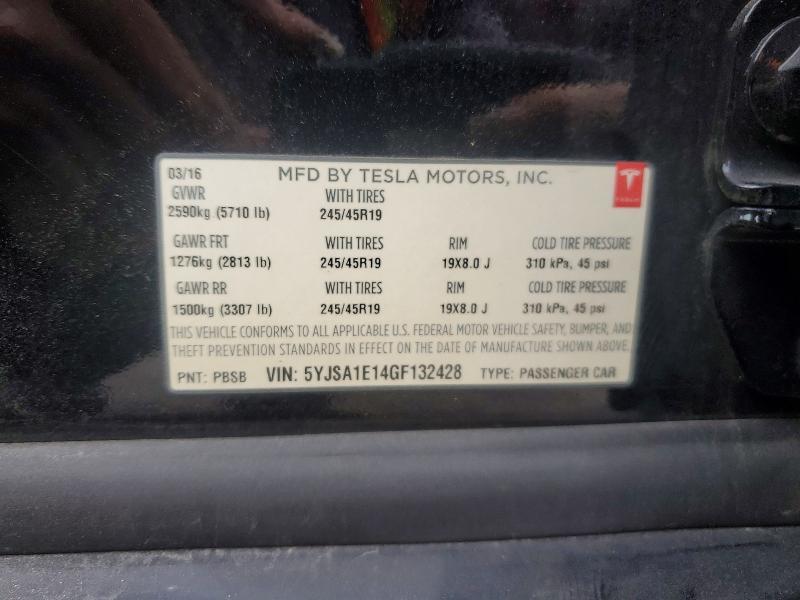 03/16 MFD BY TESLA MOTORS, INC.
GVWR WITH TIRES
2590kg (5710 lb) 245/45R19
GAWR FRT WITH TIRES RIM COLD TIRE PRESSURE
1276kg (2813 lb) 245/45R19 19X8.0 J 310 kPa, 45 psi
GAWR RR WITH TIRES RIM COLD TIRE PRESSURE
1500kg (3307 lb) 245/45R19 19X8.0 J 310 kPa, 45 psi
THIS VEHICLE CONFORMS TO ALL APPLICABLE U.S. FEDERAL MOTOR VEHICLE SAFETY, BUMPER, AND
THEFT PREVENTION STANDARDS IN EFFECT ON THE DATE OF MANUFACTURE SHOWN ABOVE.
PNT: PBSB VIN: 5YJSA1E14GF132428 TYPE: PASSENGER CAR
TESLA